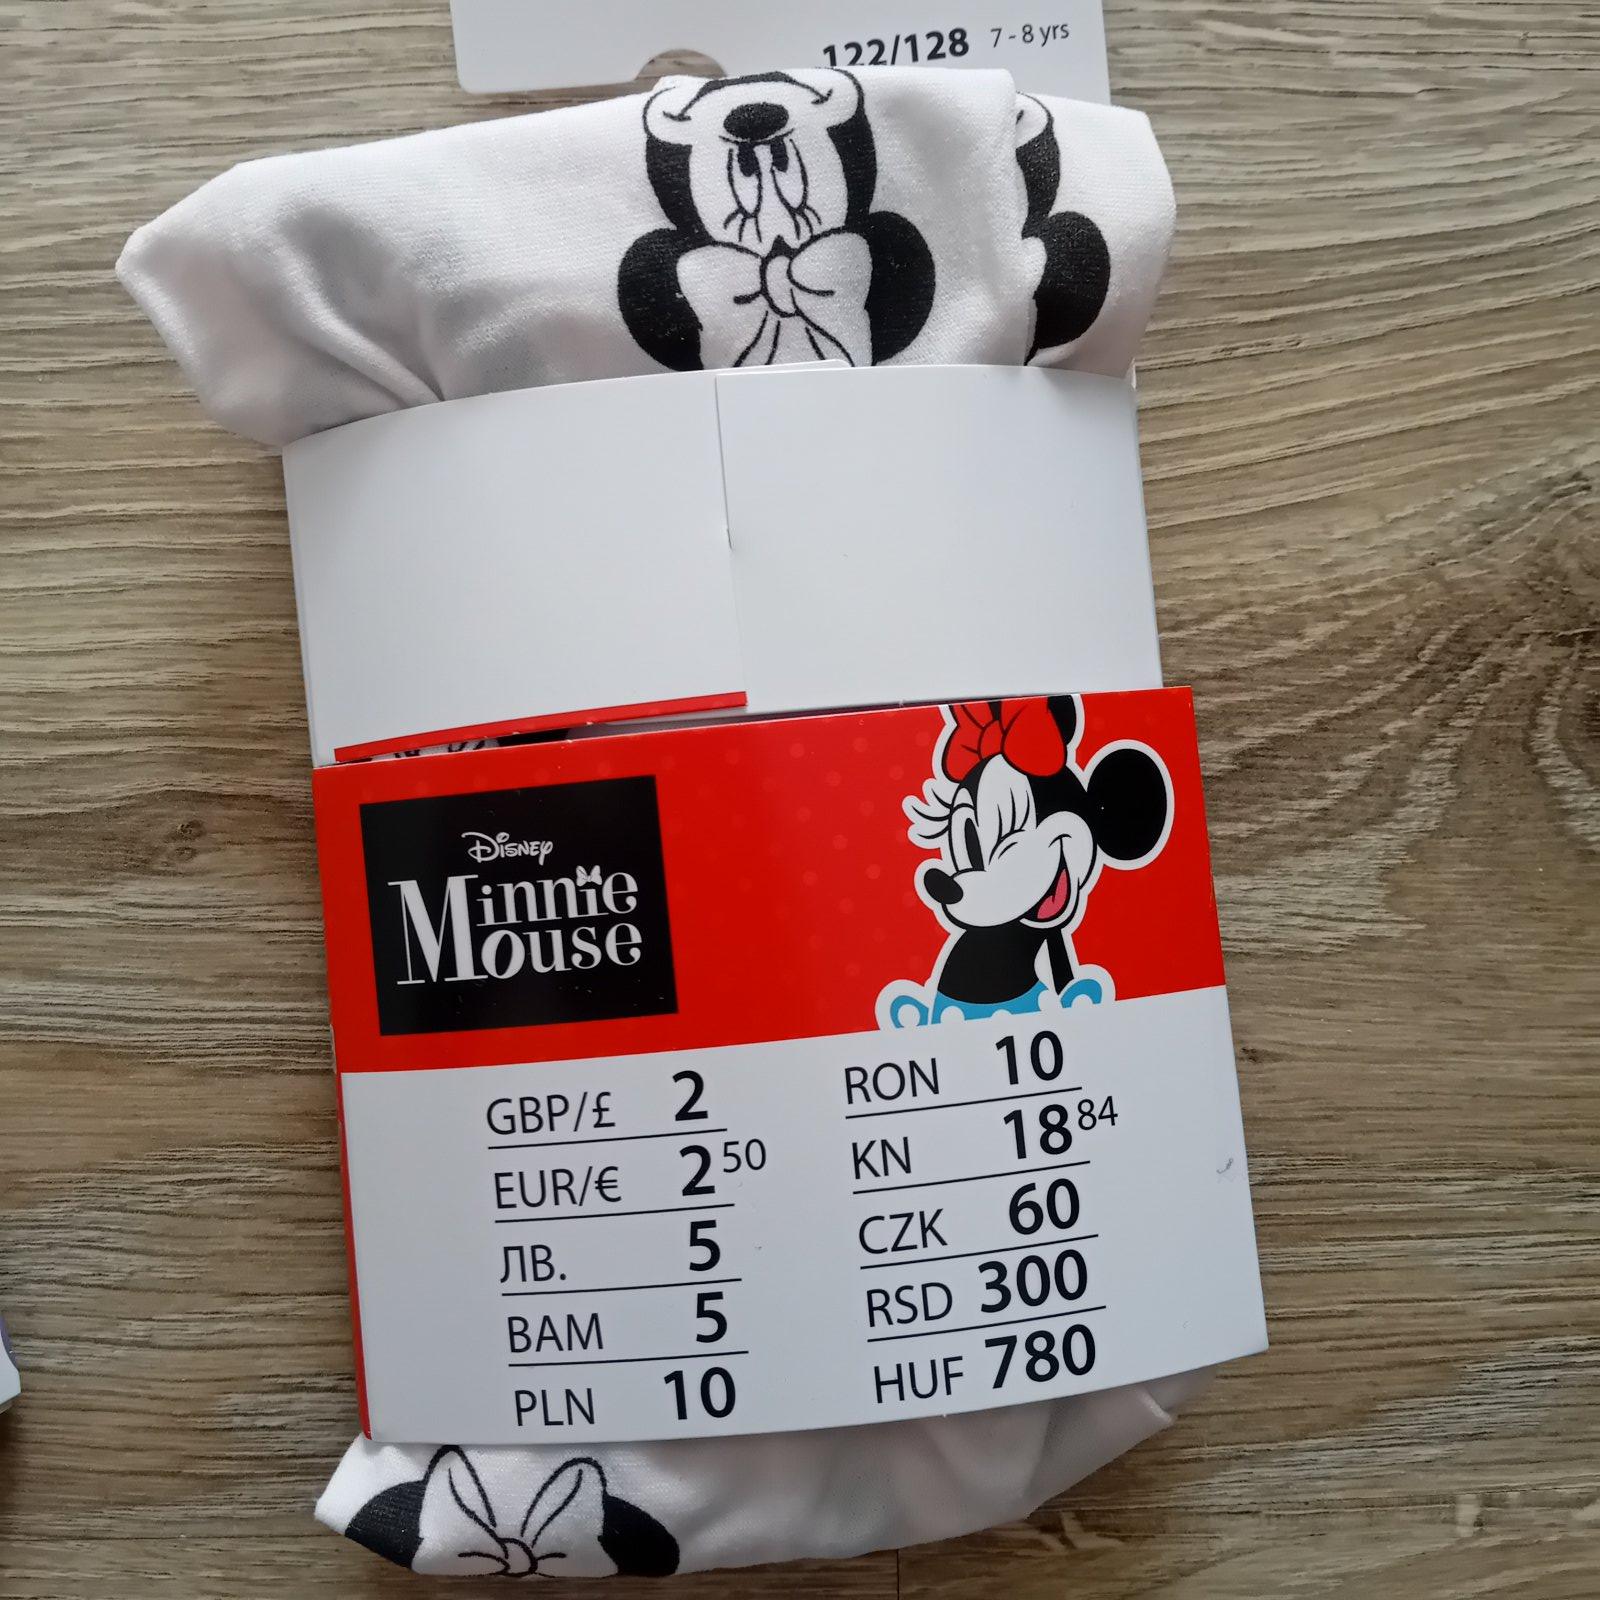 122/128 7 - 8 yrs
Disney
Minnie
Mouse
GBP/£ 2
EUR/€ 2 50
ЛВ. 5
BAM 5
PLN 10
RON 10
KN 18 84
CZK 60
RSD 300
HUF 780